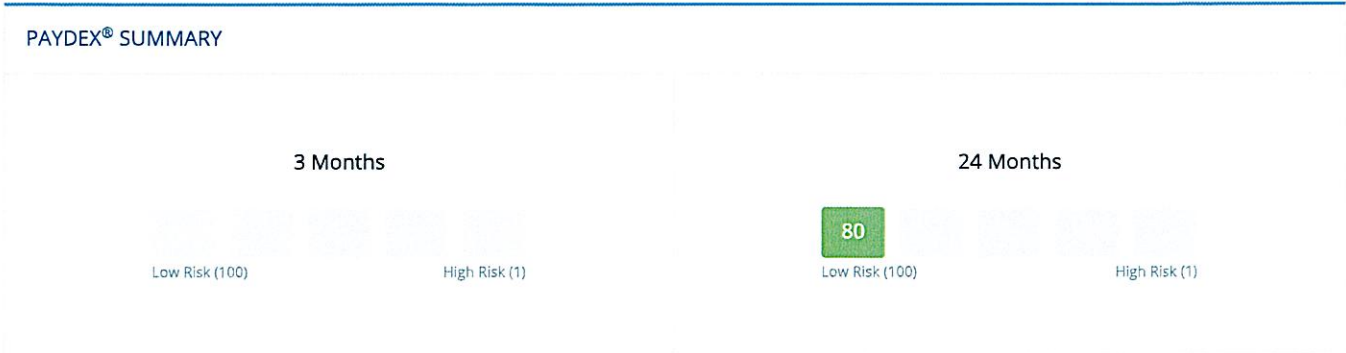 PAYDEX® SUMMARY
3 Months
24 Months
80
Low Risk (100)
High Risk (1)
Low Risk (100)
High Risk (1)